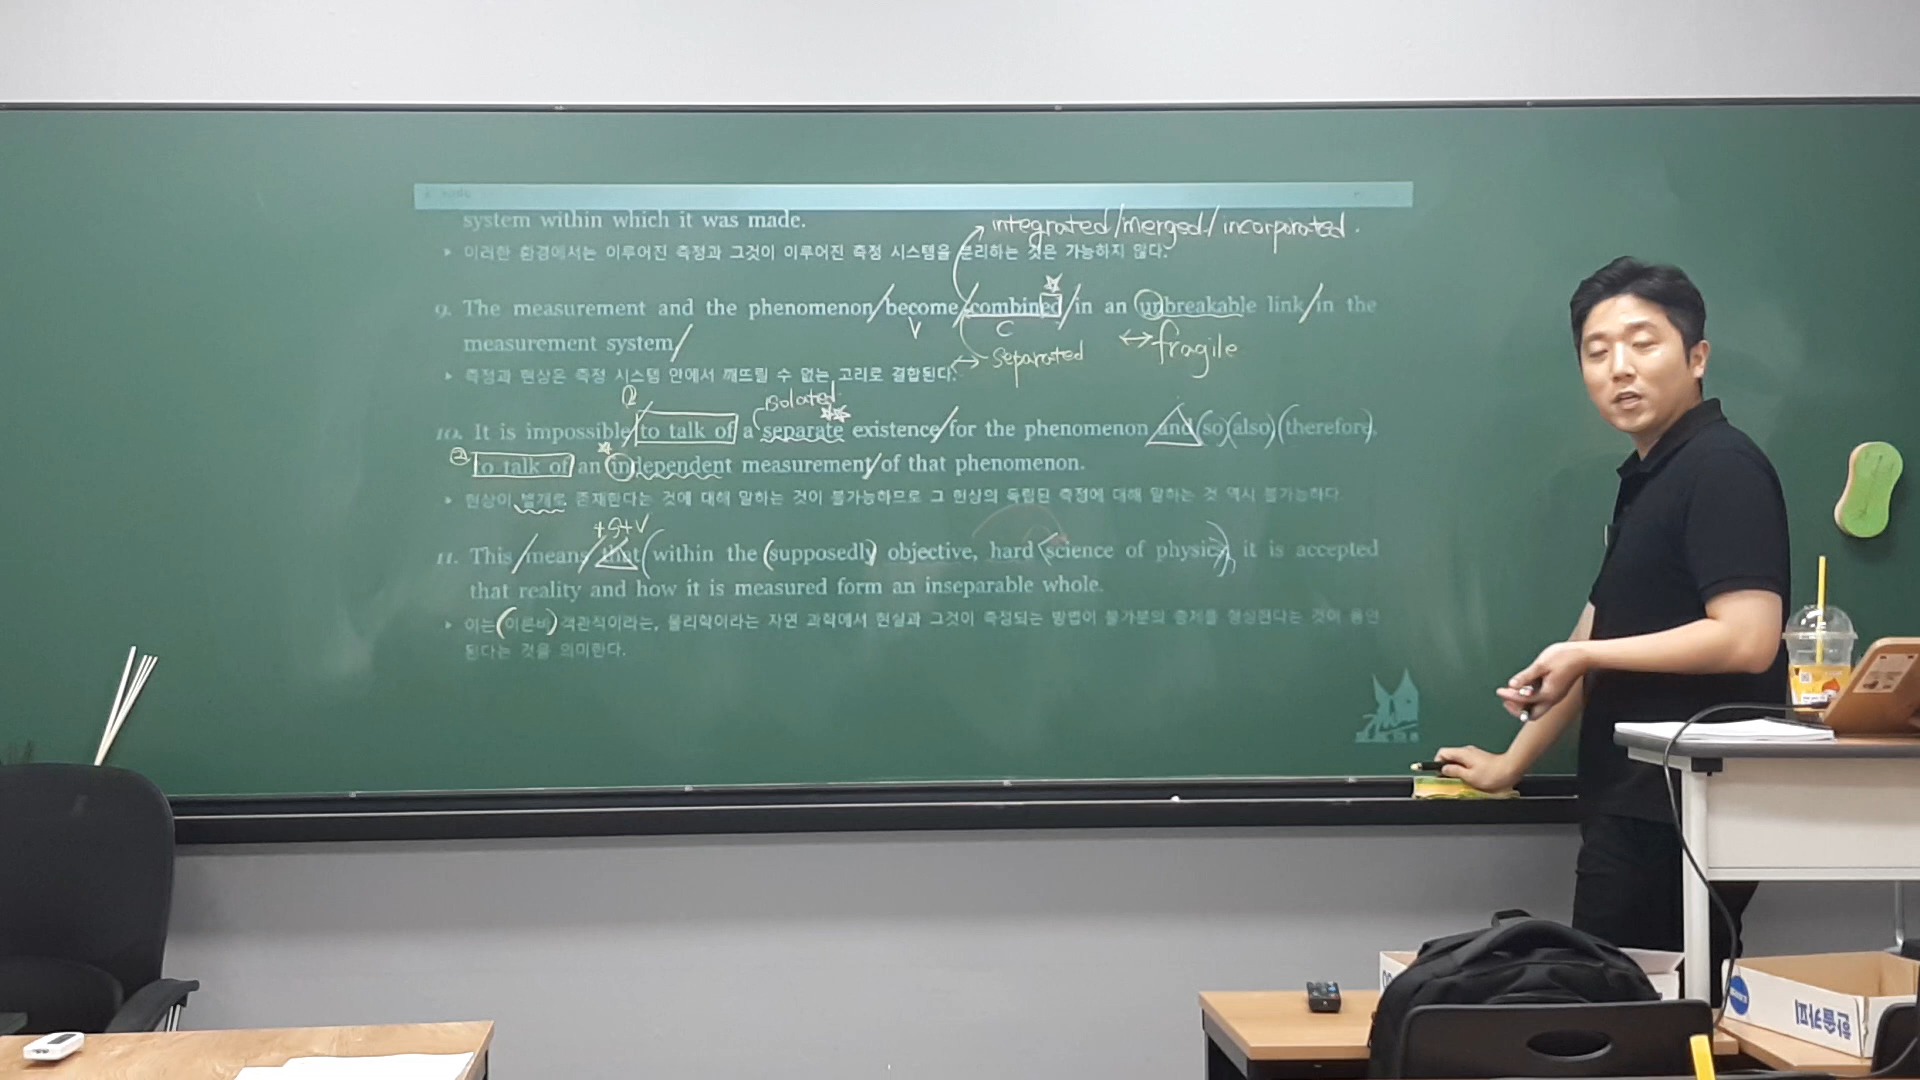 system within which it was made.
integrated/merged/incorporated.
▸ 이러한 환경에서는 이루어진 측정과 그것이 이루어진 측정 시스템을 분리하는 것은 가능하지 않다.
9. The measurement and the phenomenon/become/combined/in an unbreakable link/in the
V C
measurement system/
↔ separated ↔ fragile
▸ 측정과 현상은 측정 시스템 안에서 깨뜨릴 수 없는 고리로 결합된다.
isolated
10. It is impossible/to talk of a separate existence/for the phenomenon and (so)(also)(therefore),
② to talk of an independent measurement/of that phenomenon.
▸ 현상이 별개로 존재한다는 것에 대해 말하는 것이 불가능하므로 그 현상의 독립된 측정에 대해 말하는 것 역시 불가능하다.
+S+V
11. This/means/that(within the (supposedly) objective, hard science of physics), it is accepted
that reality and how it is measured form an inseparable whole.
▸ 이는 (이른바) 객관적이라는, 물리학이라는 자연 과학에서 현실과 그것이 측정되는 방법이 불가분의 총체를 형성한다는 것이 용인
된다는 것을 의미한다.
한솔카피